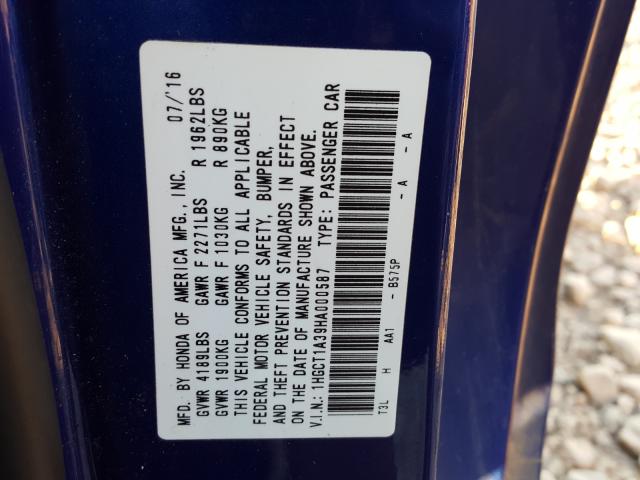 MFD. BY HONDA OF AMERICA MFG., INC. 07/'16
GVWR 4189LBS GAWR F 2271LBS R 1962LBS
GVWR 1900KG GAWR F 1030KG R 890KG
THIS VEHICLE CONFORMS TO ALL APPLICABLE
FEDERAL MOTOR VEHICLE SAFETY, BUMPER,
AND THEFT PREVENTION STANDARDS IN EFFECT
ON THE DATE OF MANUFACTURE SHOWN ABOVE.
V.I.N.: 1HGCT1A39HA000587 TYPE: PASSENGER CAR
T3L H AA1 - B575P - A - A